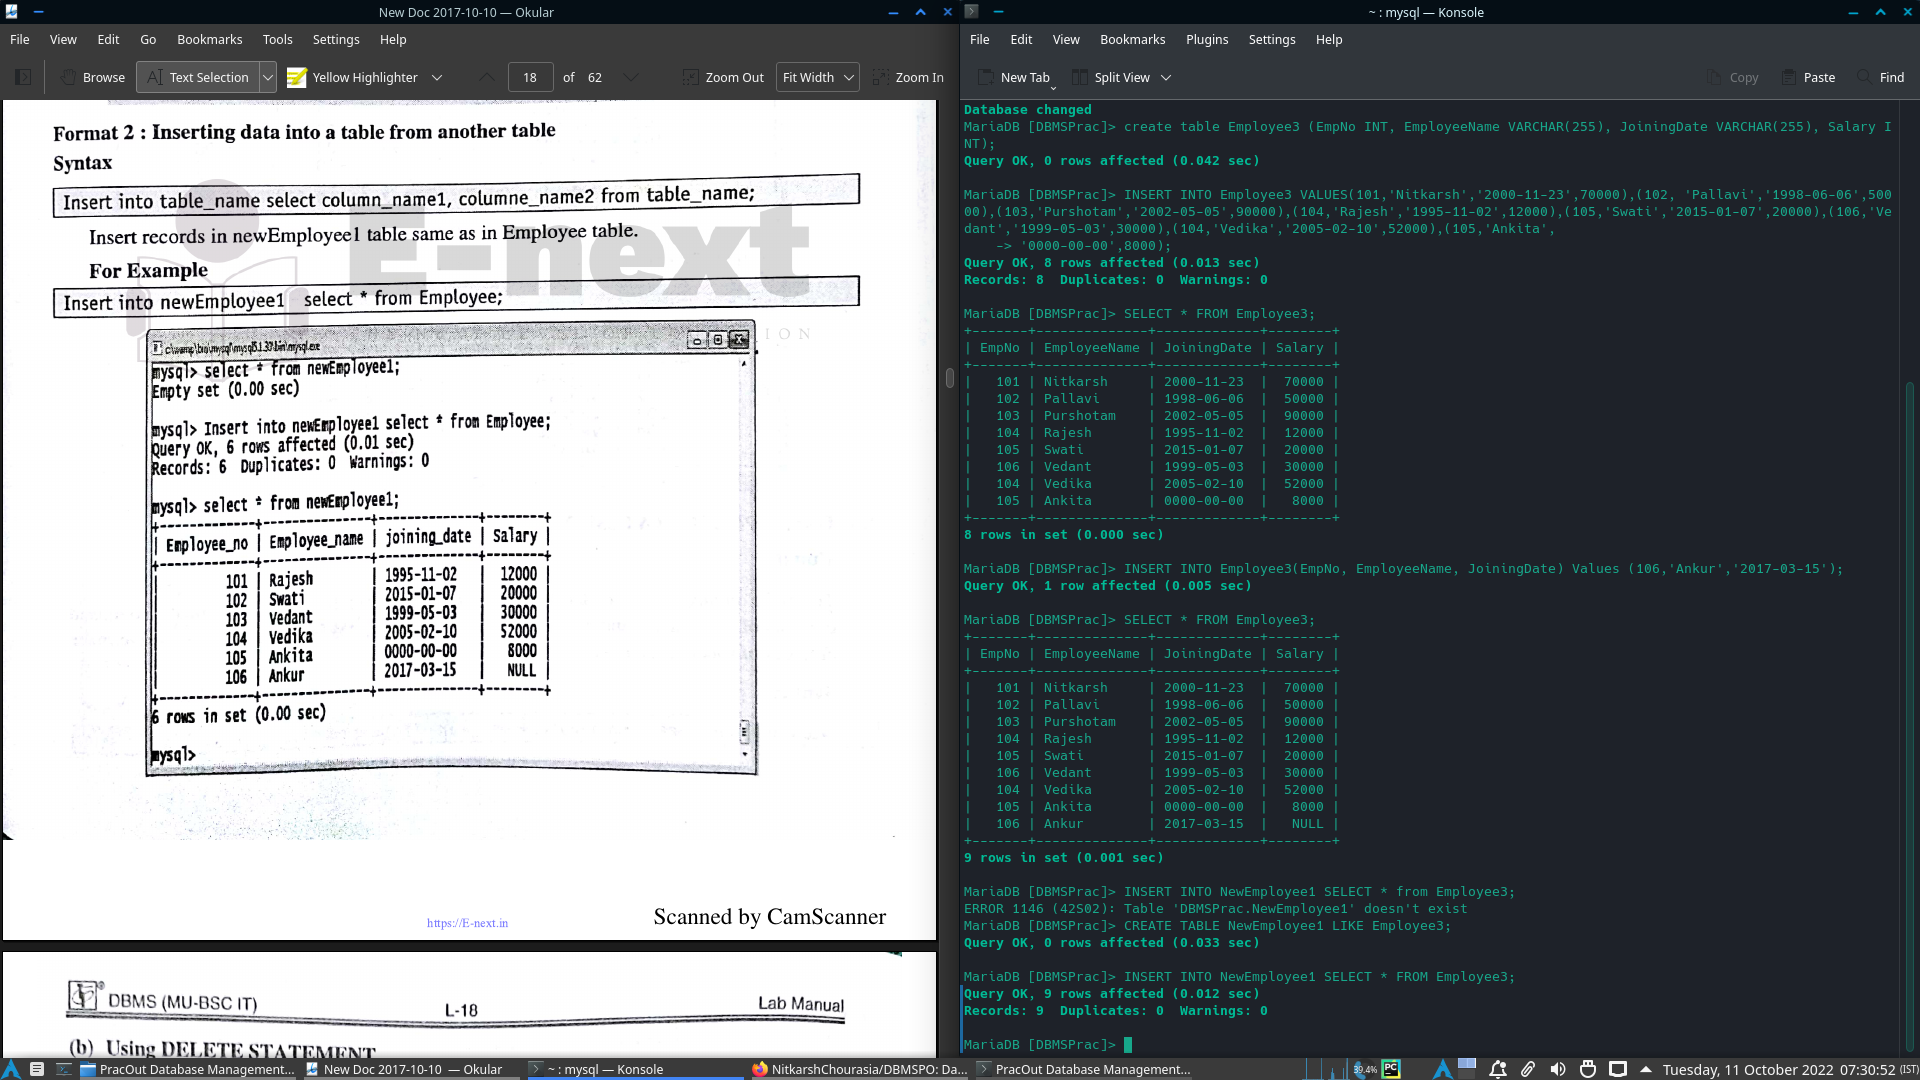 New Doc 2017-10-10 — Okular
File View Edit Go Bookmarks Tools Settings Help
Browse Text Selection Yellow Highlighter 18 of 62 Zoom Out Fit Width Zoom In
Format 2 : Inserting data into a table from another table
Syntax
Insert into table_name select column_name1, columne_name2 from table_name;
Insert records in newEmployee1 table same as in Employee table.
For Example
E-next
Insert into newEmployee1 select * from Employee;
c:\wamp\bin\mysql\mysql5.1.30\bin\mysql.exe
mysql> select * from newEmployee1;
Empty set (0.00 sec)
mysql> Insert into newEmployee1 select * from Employee;
Query OK, 6 rows affected (0.01 sec)
Records: 6 Duplicates: 0 Warnings: 0
mysql> select * from newEmployee1;
| Employee_no | Employee_name | joining_date | Salary |
| 101 | Rajesh | 1995-11-02 | 12000 |
| 102 | Swati | 2015-01-07 | 20000 |
| 103 | Vedant | 1999-05-03 | 30000 |
| 104 | Vedika | 2005-02-10 | 52000 |
| 105 | Ankita | 0000-00-00 | 8000 |
| 106 | Ankur | 2017-03-15 | NULL |
6 rows in set (0.00 sec)
mysql>
https://E-next.in
Scanned by CamScanner
DBMS (MU-BSC IT) L-18 Lab Manual
(b) Using DELETE STATEMENT
~ : mysql — Konsole
File Edit View Bookmarks Plugins Settings Help
New Tab Split View Copy Paste Find
Database changed
MariaDB [DBMSPrac]> create table Employee3 (EmpNo INT, EmployeeName VARCHAR(255), JoiningDate VARCHAR(255), Salary I
NT);
Query OK, 0 rows affected (0.042 sec)
MariaDB [DBMSPrac]> INSERT INTO Employee3 VALUES(101,'Nitkarsh','2000-11-23',70000),(102, 'Pallavi','1998-06-06',500
00),(103,'Purshotam','2002-05-05',90000),(104,'Rajesh','1995-11-02',12000),(105,'Swati','2015-01-07',20000),(106,'Ve
dant','1999-05-03',30000),(104,'Vedika','2005-02-10',52000),(105,'Ankita',
-> '0000-00-00',8000);
Query OK, 8 rows affected (0.013 sec)
Records: 8 Duplicates: 0 Warnings: 0
MariaDB [DBMSPrac]> SELECT * FROM Employee3;
+-------+--------------+-------------+--------+
| EmpNo | EmployeeName | JoiningDate | Salary |
+-------+--------------+-------------+--------+
| 101 | Nitkarsh | 2000-11-23 | 70000 |
| 102 | Pallavi | 1998-06-06 | 50000 |
| 103 | Purshotam | 2002-05-05 | 90000 |
| 104 | Rajesh | 1995-11-02 | 12000 |
| 105 | Swati | 2015-01-07 | 20000 |
| 106 | Vedant | 1999-05-03 | 30000 |
| 104 | Vedika | 2005-02-10 | 52000 |
| 105 | Ankita | 0000-00-00 | 8000 |
+-------+--------------+-------------+--------+
8 rows in set (0.000 sec)
MariaDB [DBMSPrac]> INSERT INTO Employee3(EmpNo, EmployeeName, JoiningDate) Values (106,'Ankur','2017-03-15');
Query OK, 1 row affected (0.005 sec)
MariaDB [DBMSPrac]> SELECT * FROM Employee3;
+-------+--------------+-------------+--------+
| EmpNo | EmployeeName | JoiningDate | Salary |
+-------+--------------+-------------+--------+
| 101 | Nitkarsh | 2000-11-23 | 70000 |
| 102 | Pallavi | 1998-06-06 | 50000 |
| 103 | Purshotam | 2002-05-05 | 90000 |
| 104 | Rajesh | 1995-11-02 | 12000 |
| 105 | Swati | 2015-01-07 | 20000 |
| 106 | Vedant | 1999-05-03 | 30000 |
| 104 | Vedika | 2005-02-10 | 52000 |
| 105 | Ankita | 0000-00-00 | 8000 |
| 106 | Ankur | 2017-03-15 | NULL |
+-------+--------------+-------------+--------+
9 rows in set (0.001 sec)
MariaDB [DBMSPrac]> INSERT INTO NewEmployee1 SELECT * from Employee3;
ERROR 1146 (42S02): Table 'DBMSPrac.NewEmployee1' doesn't exist
MariaDB [DBMSPrac]> CREATE TABLE NewEmployee1 LIKE Employee3;
Query OK, 0 rows affected (0.033 sec)
MariaDB [DBMSPrac]> INSERT INTO NewEmployee1 SELECT * FROM Employee3;
Query OK, 9 rows affected (0.012 sec)
Records: 9 Duplicates: 0 Warnings: 0
MariaDB [DBMSPrac]>
PracOut Database Management... New Doc 2017-10-10 — Okular ~ : mysql — Konsole NitkarshChourasia/DBMSPO: Da... PracOut Database Management... 39.4% PC Tuesday, 11 October 2022 07:30:52 (IST)